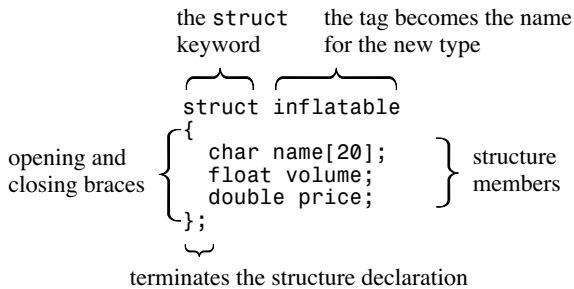 the struct keyword
the tag becomes the name for the new type
struct inflatable
{
char name[20];
float volume;
double price;
};
opening and closing braces
structure members
terminates the structure declaration